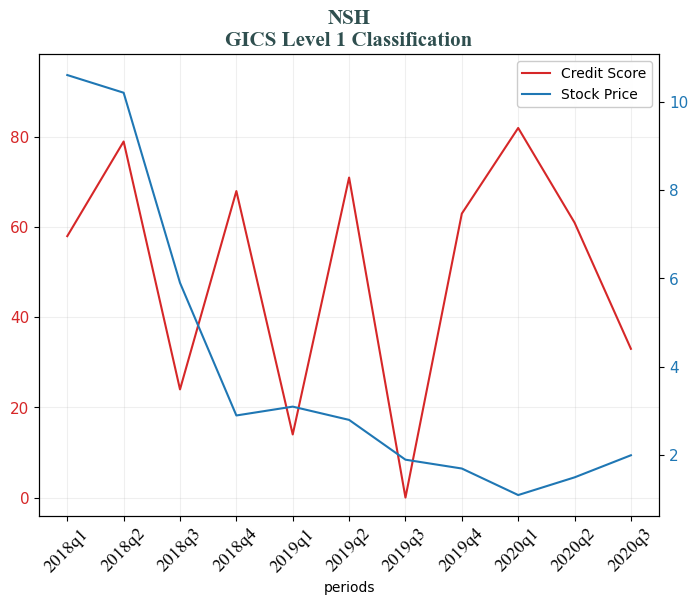 NSH
GICS Level 1 Classification
Credit Score
Stock Price
80
60
40
20
0
10
8
6
4
2
2018q1
2018q2
2018q3
2018q4
2019q1
2019q2
2019q3
2019q4
2020q1
2020q2
2020q3
periods